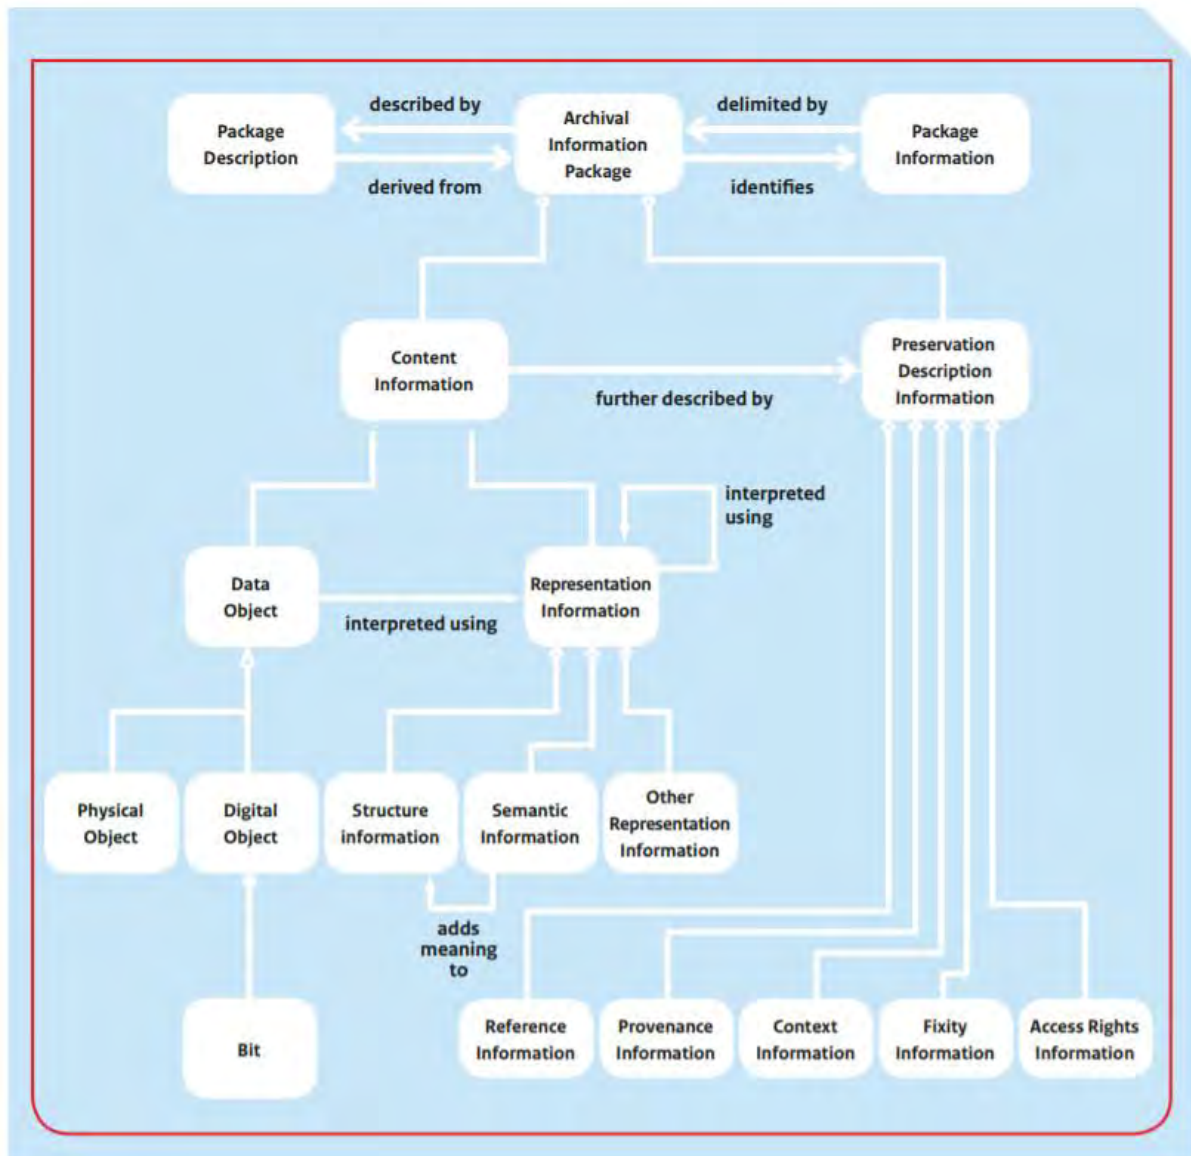 described by
delimited by
Package
Description
Archival
Information
Package
Package
Information
derived from
identifies
Content
Information
Preservation
Description
Information
further described by
interpreted
using
Data
Object
Representation
Information
interpreted using
Physical
Object
Digital
Object
Structure
information
Semantic
Information
Other
Representation
Information
adds
meaning
to
Bit
Reference
Information
Provenance
Information
Context
Information
Fixity
Information
Access Rights
Information